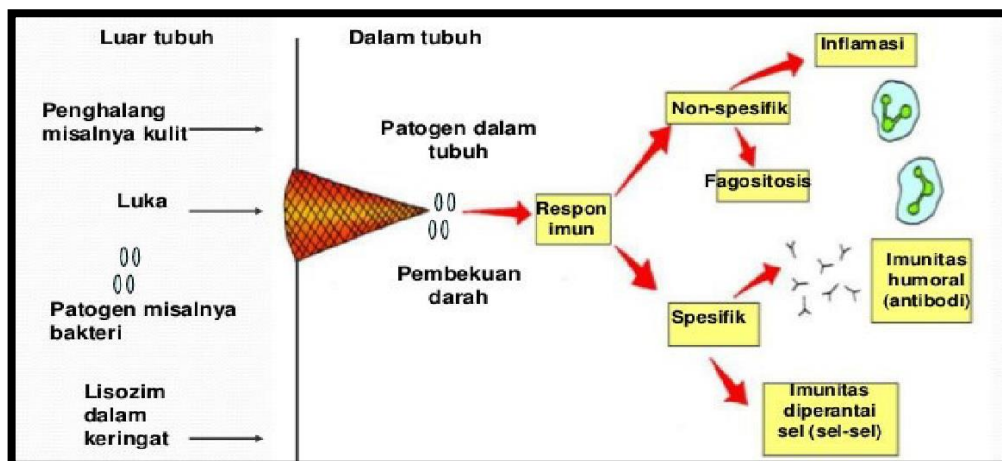 Luar tubuh
Penghalang
misalnya kulit
Luka
Patogen misalnya
bakteri
Lisozim
dalam
keringat
Dalam tubuh
Patogen dalam
tubuh
Pembekuan
darah
Respon
imun
Non-spesifik
Inflamasi
Fagositosis
Spesifik
Imunitas
humoral
(antibodi)
Imunitas
diperantai
sel (sel-sel)